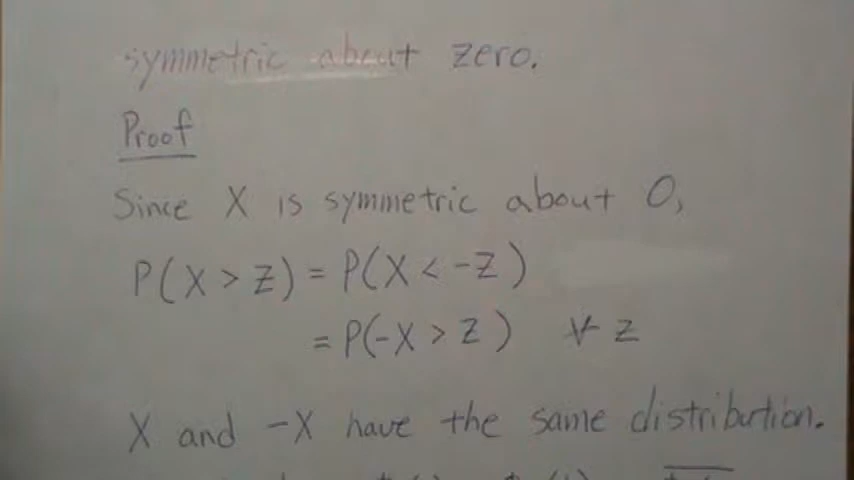 symmetric about zero.
Proof
Since X is symmetric about 0,
P(X > Z) = P(X < -Z)
= P(-X > Z) ∀ Z
X and -X have the same distribution.